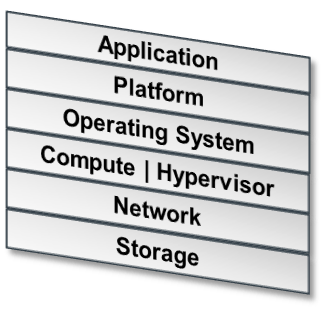 Application
Platform
Operating System
Compute | Hypervisor
Network
Storage